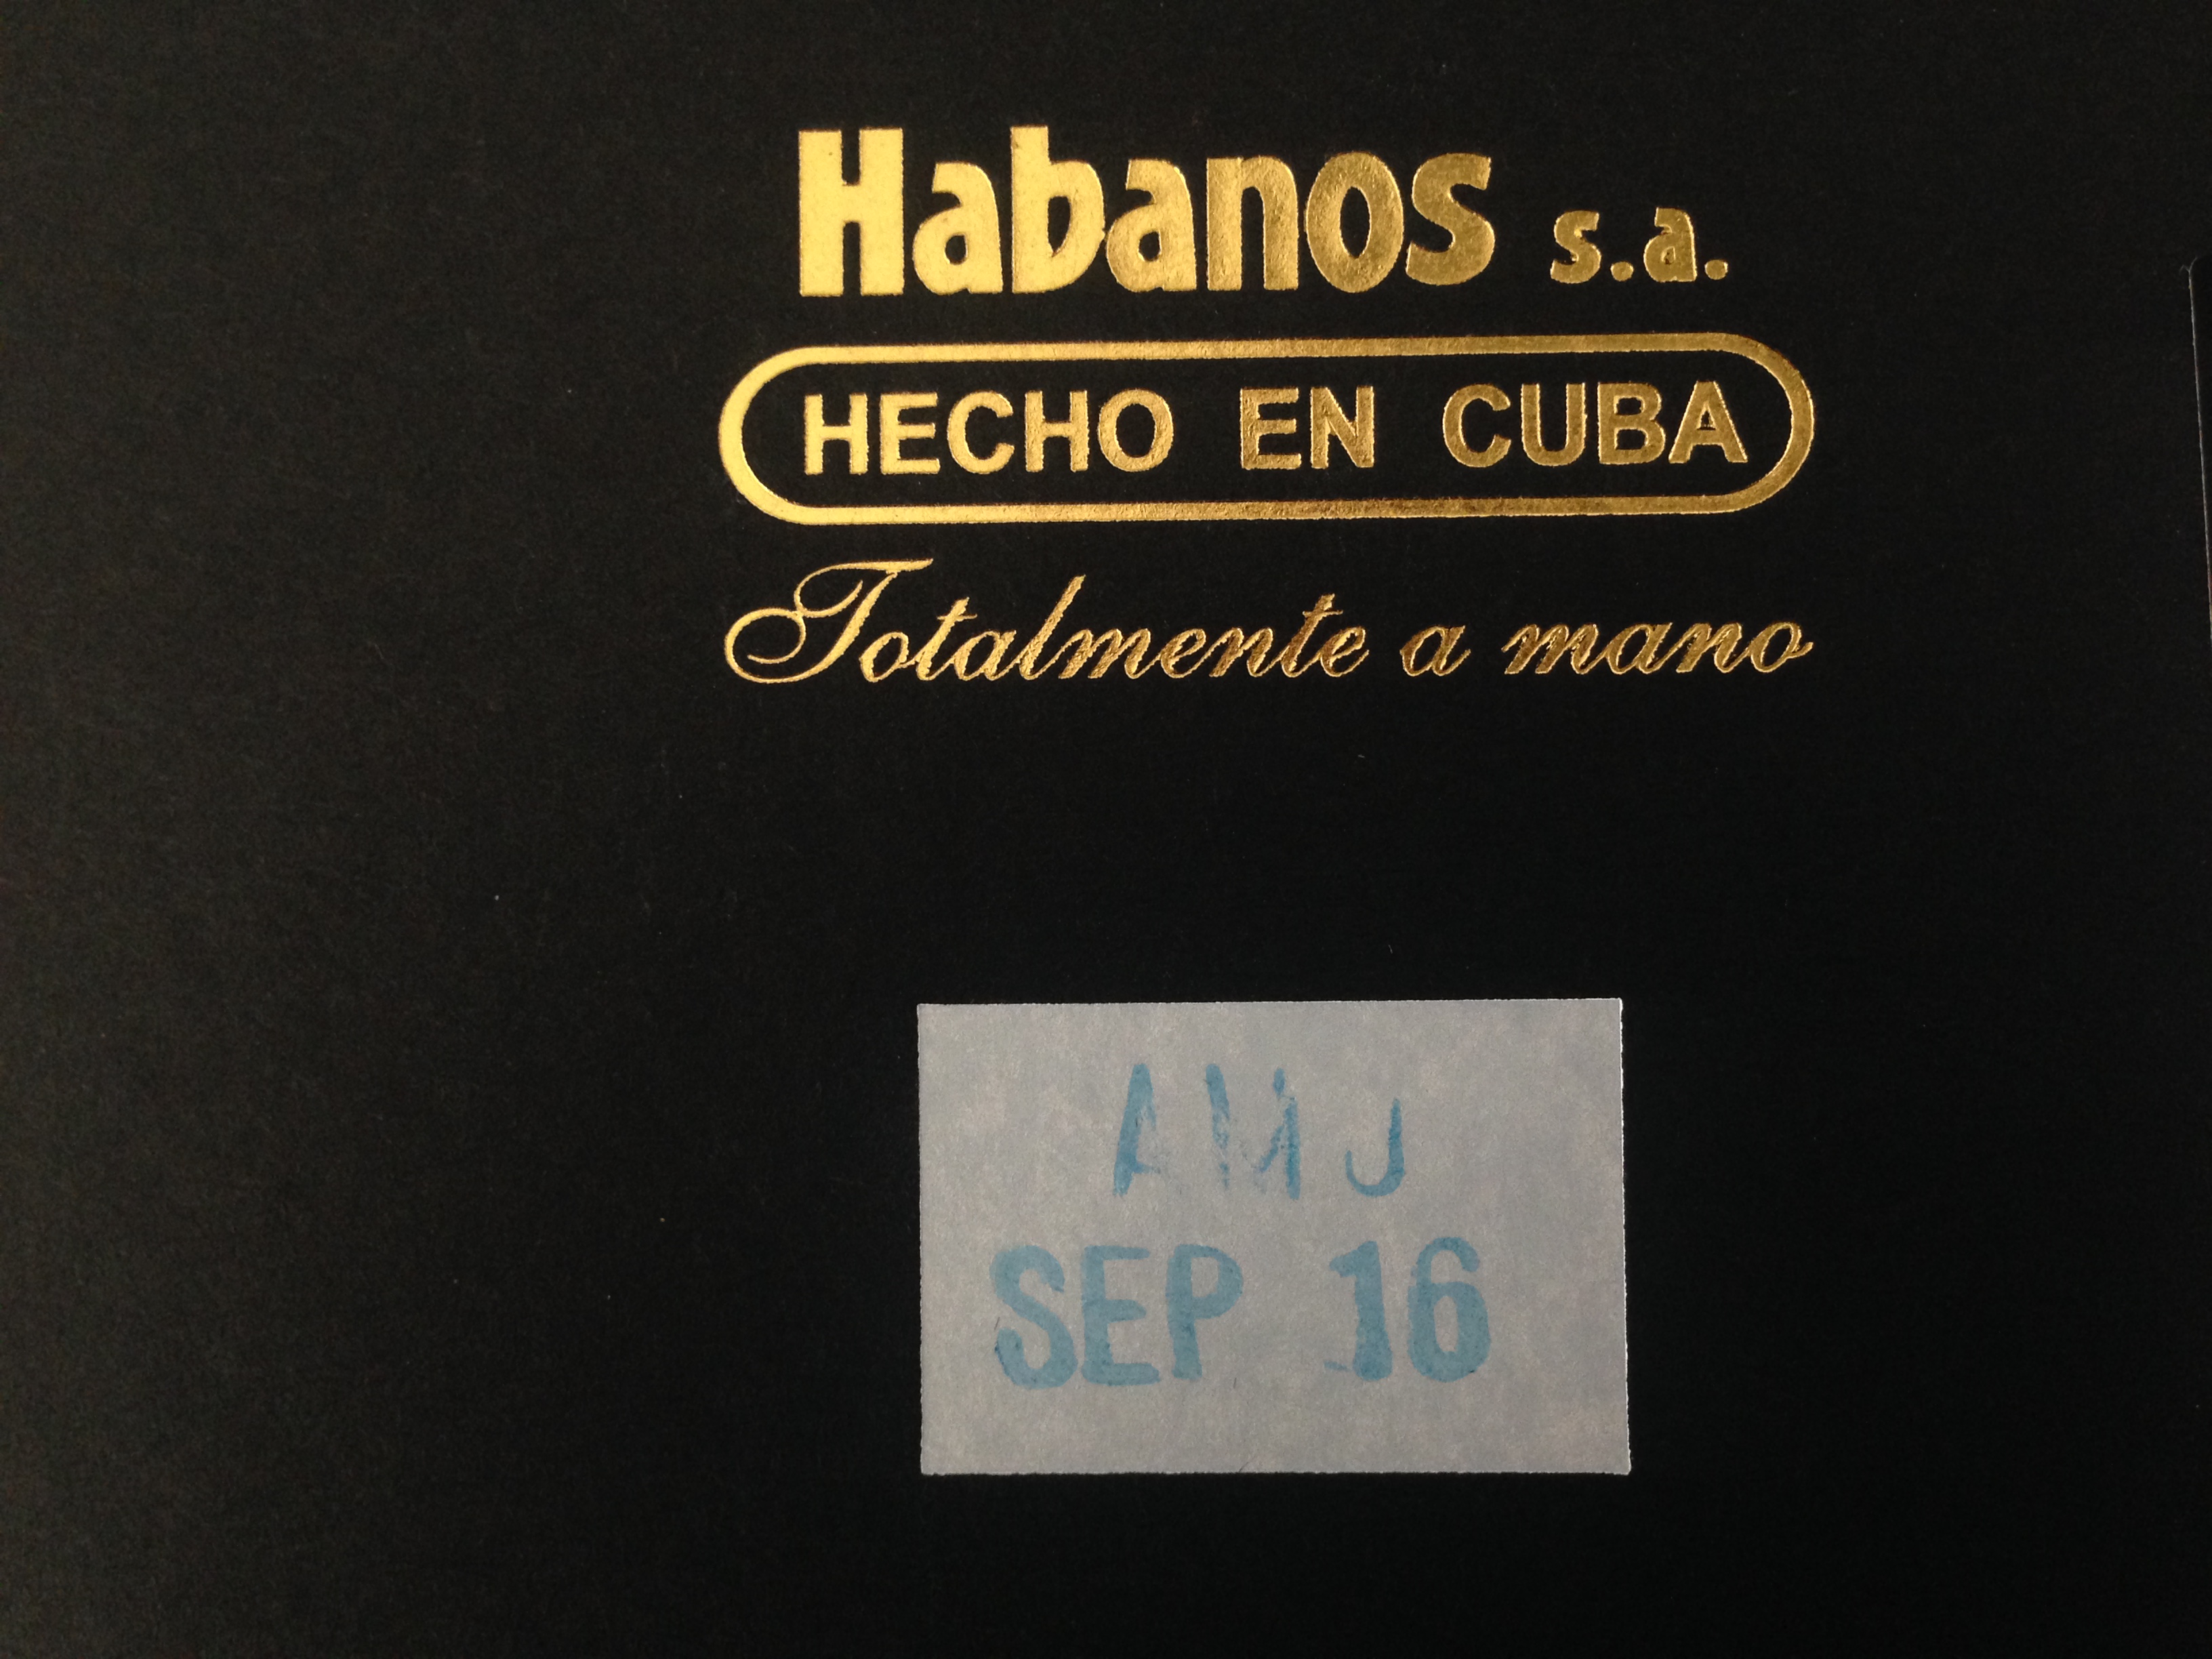 Habanos s.a.
HECHO EN CUBA
Totalmente a mano
AMJ
SEP 16